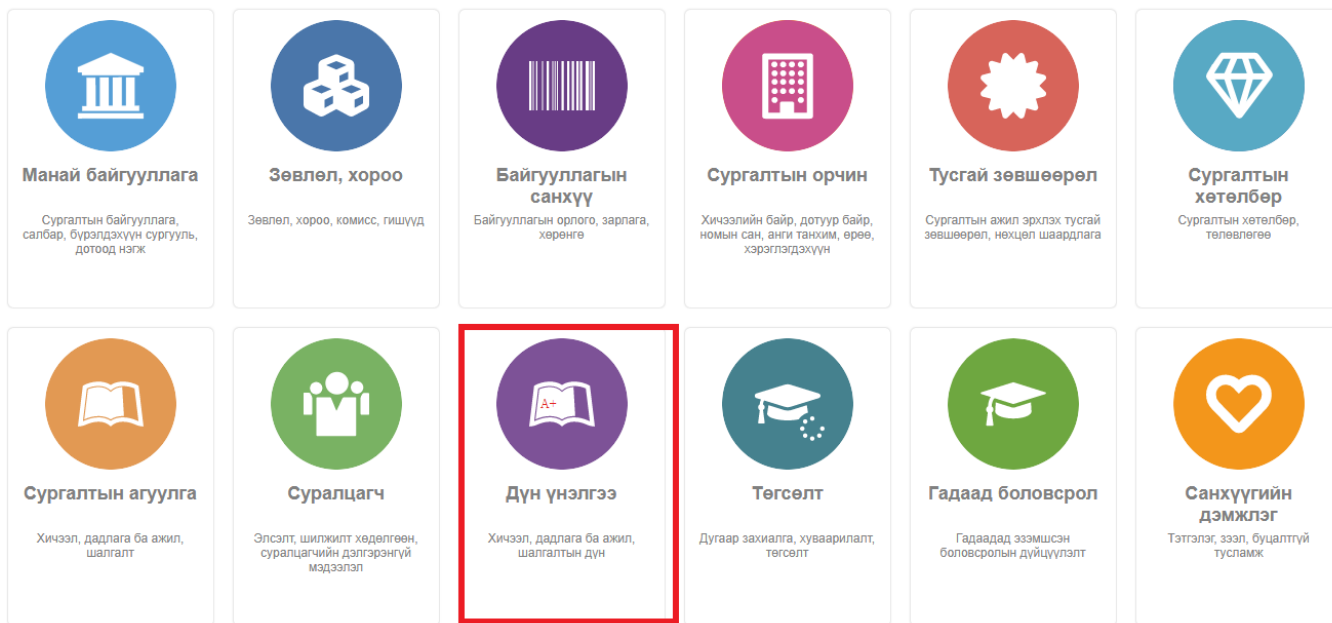 Манай байгууллага
Сургалтын байгууллага,
салбар, бүрэлдэхүүн сургууль,
дотоод нэгж
Зөвлөл, хороо
Зөвлөл, хороо, комисс, гишүүд
Байгууллагын
санхүү
Байгууллагын орлого, зарлага,
хөрөнгө
Сургалтын орчин
Хичээлийн байр, дотуур байр,
номын сан, анги танхим, өрөө,
хэрэглэгдэхүүн
Тусгай зөвшөөрөл
Сургалтын ажил эрхлэх тусгай
зөвшөөрөл, нөхцөл шаардлага
Сургалтын
хөтөлбөр
Сургалтын хөтөлбөр,
төлөвлөгөө
Сургалтын агуулга
Хичээл, дадлага ба ажил,
шалгалт
Суралцагч
Элсэлт, шилжилт хөдөлгөөн,
суралцагчийн дэлгэрэнгүй
мэдээлэл
A+
Дүн үнэлгээ
Хичээл, дадлага ба ажил,
шалгалтын дүн
Төгсөлт
Дугаар захиалга, хуваарилалт,
төгсөлт
Гадаад боловсрол
Гадаадад эзэмшсэн
боловсролын дүйцүүлэлт
Санхүүгийн
дэмжлэг
Тэтгэлэг, зээл, буцалтгүй
тусламж